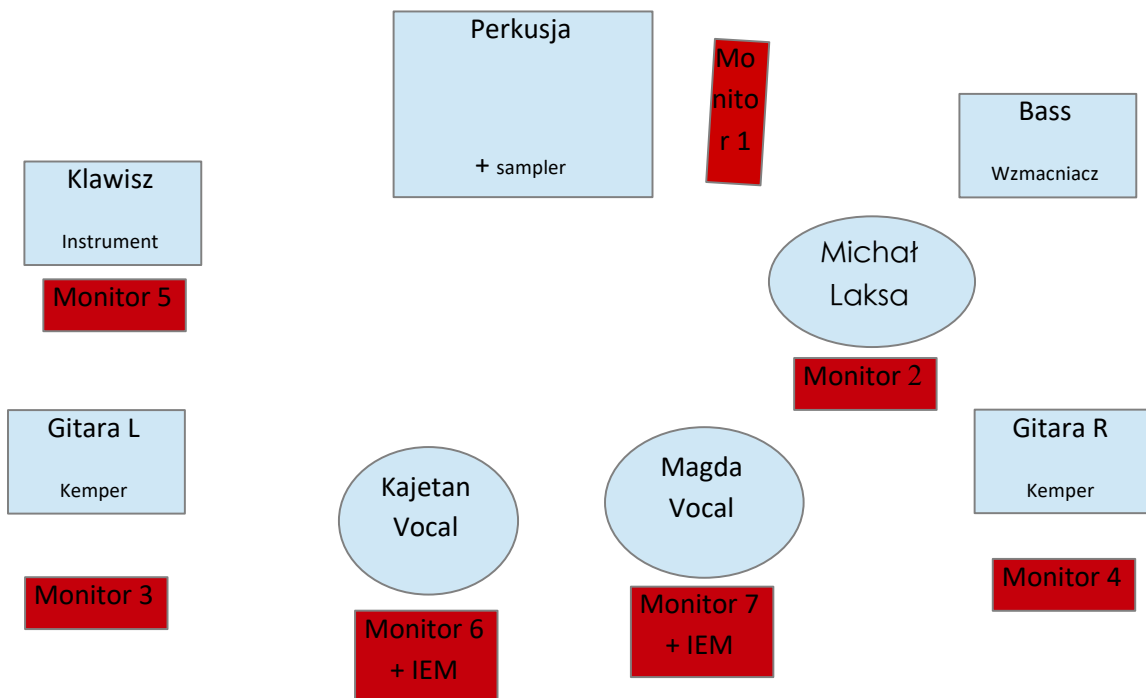 Perkusja
+ sampler
Mo
nito
r 1
Bass
Wzmacniacz
Klawisz
Instrument
Monitor 5
Michał
Laksa
Monitor 2
Gitara L
Kemper
Monitor 3
Kajetan
Vocal
Monitor 6
+ IEM
Magda
Vocal
Monitor 7
+ IEM
Gitara R
Kemper
Monitor 4